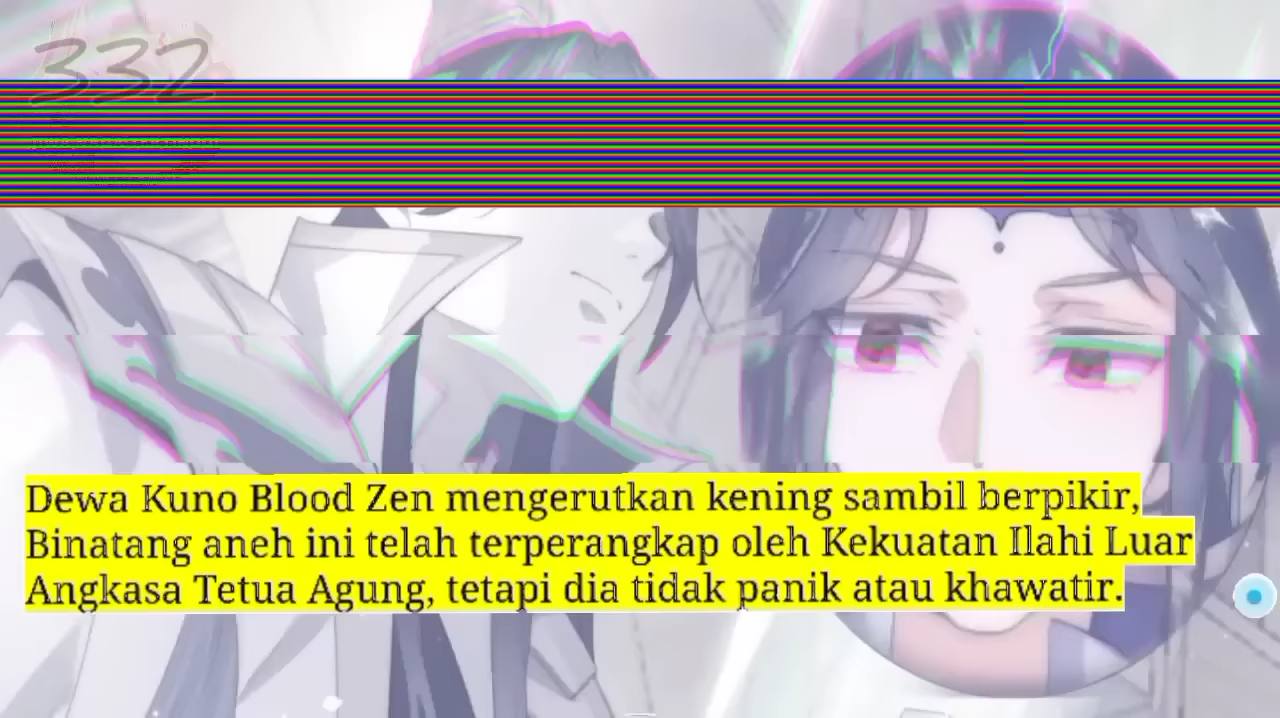 332
Dewa Kuno Blood Zen mengerutkan kening sambil berpikir,
Binatang aneh ini telah terperangkap oleh Kekuatan Ilahi Luar
Angkasa Tetua Agung, tetapi dia tidak panik atau khawatir.